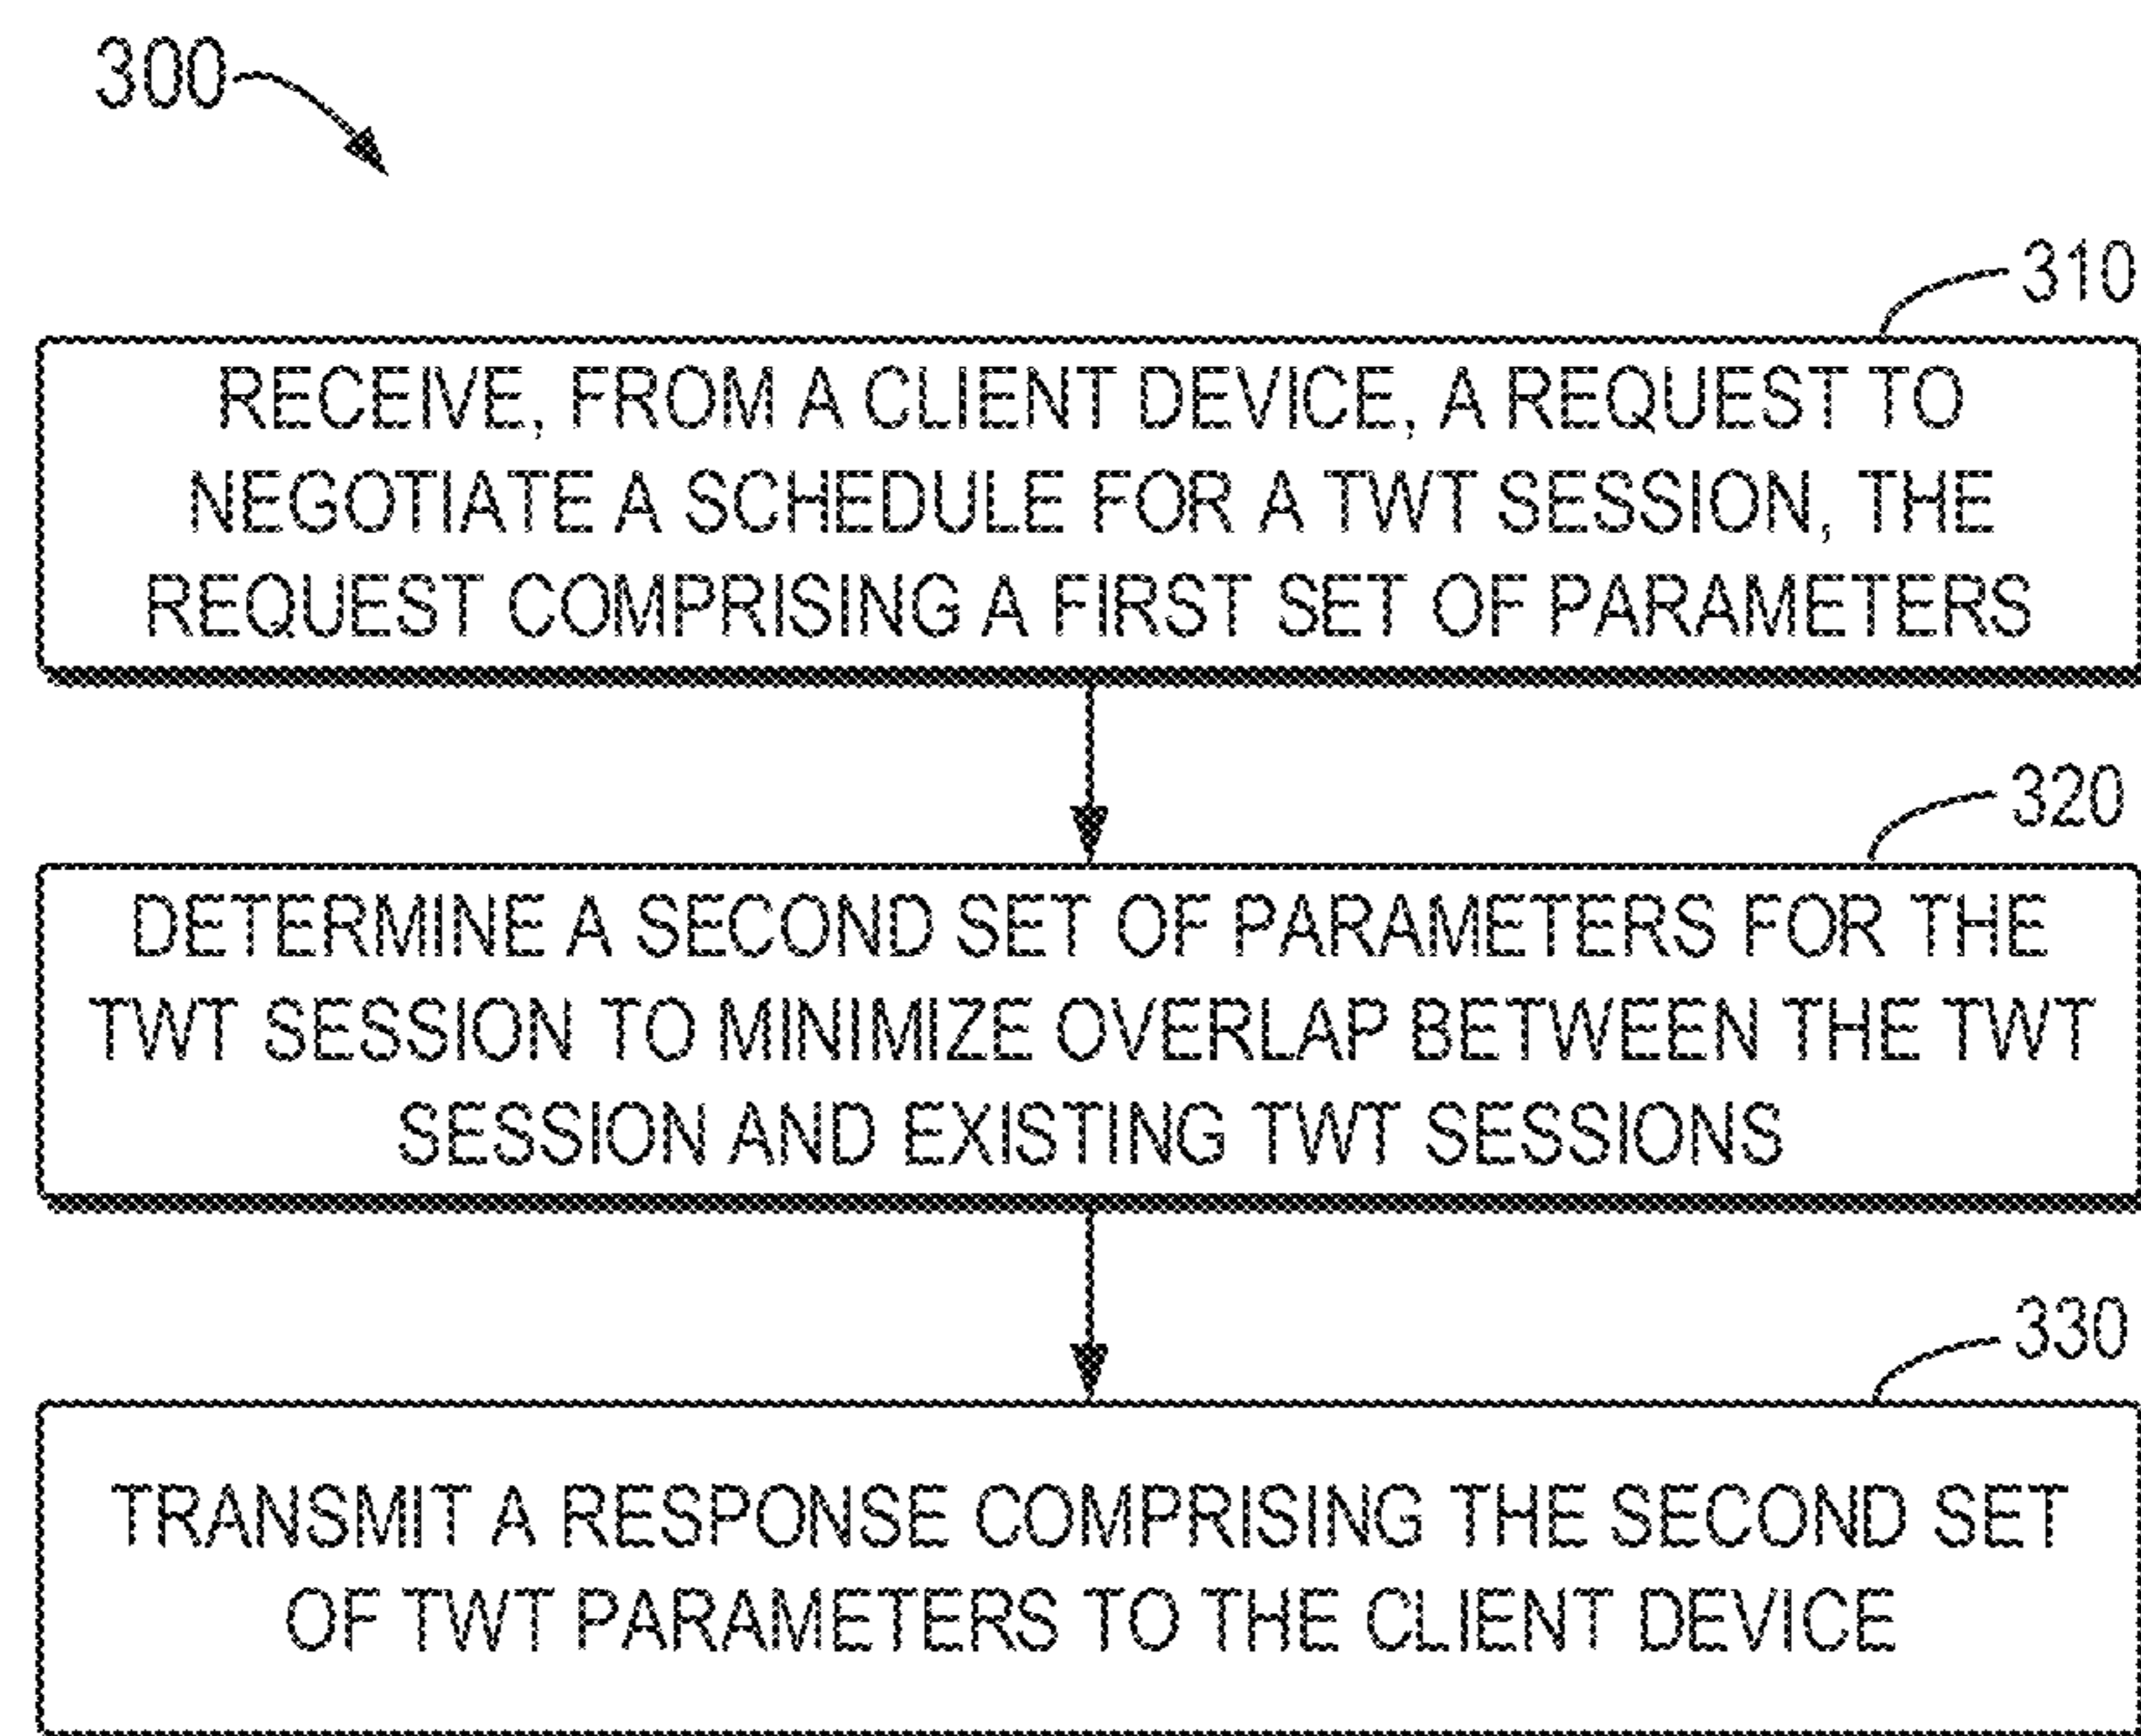 300
310
RECEIVE, FROM A CLIENT DEVICE, A REQUEST TO
NEGOTIATE A SCHEDULE FOR A TWT SESSION, THE
REQUEST COMPRISING A FIRST SET OF PARAMETERS
320
DETERMINE A SECOND SET OF PARAMETERS FOR THE
TWT SESSION TO MINIMIZE OVERLAP BETWEEN THE TWT
SESSION AND EXISTING TWT SESSIONS
330
TRANSMIT A RESPONSE COMPRISING THE SECOND SET
OF TWT PARAMETERS TO THE CLIENT DEVICE